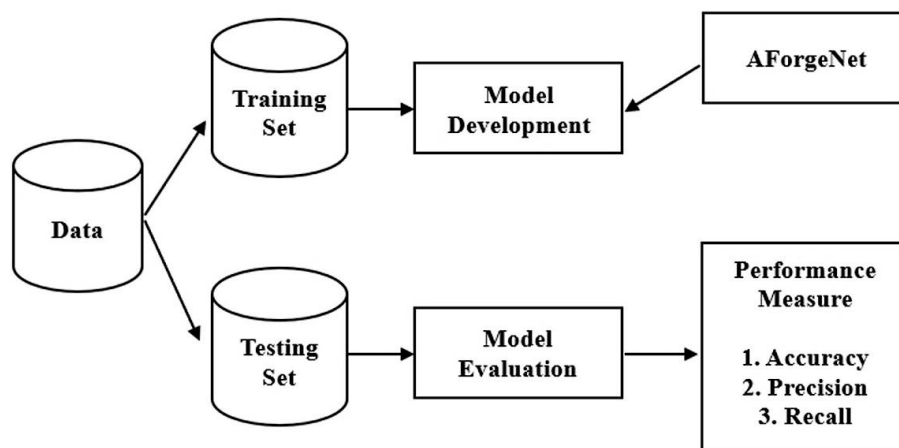 Data
Training
Set
Model
Development
AForgeNet
Testing
Set
Model
Evaluation
Performance
Measure
1. Accuracy
2. Precision
3. Recall